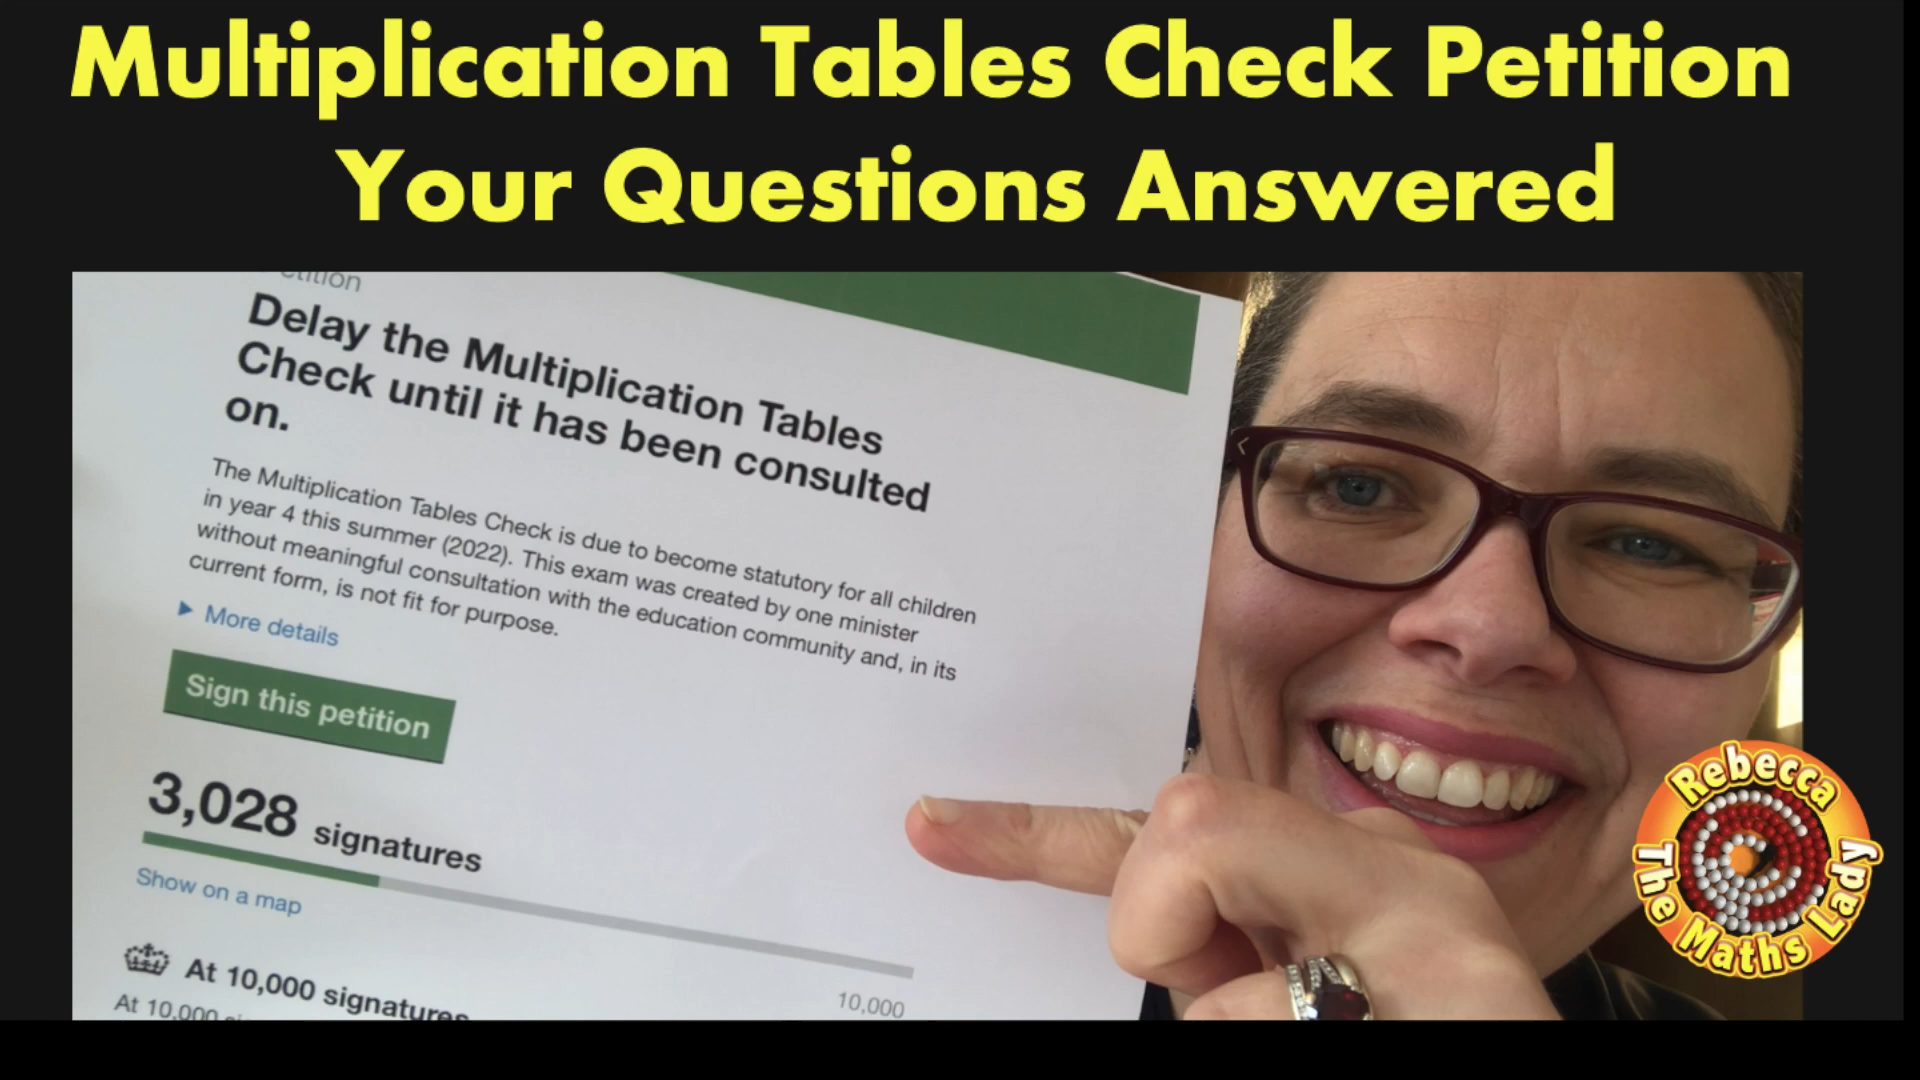 Multiplication Tables Check Petition
Your Questions Answered
Delay the Multiplication Tables
Check until it has been consulted
on.
The Multiplication Tables Check is due to become statutory for all children
in year 4 this summer (2022). This exam was created by one minister
without meaningful consultation with the education community and, in its
current form, is not fit for purpose.
► More details
Sign this petition
3,028 signatures
Show on a map
10,000
At 10,000 signatures
At 10,000
Rebecca
The Maths Lady